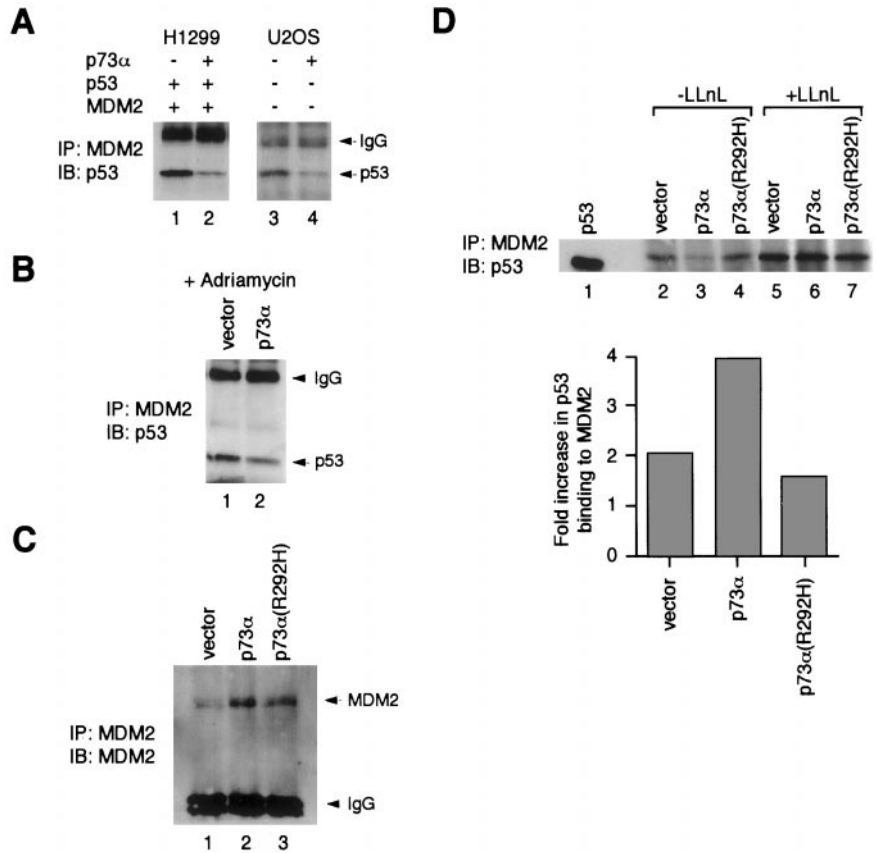 A
H1299 U2OS
p73α - + - +
p53 + + - -
MDM2 + + - -
IP: MDM2
IB: p53
IgG
p53
1 2 3 4
B
+ Adriamycin
vector
p73α
IP: MDM2
IB: p53
IgG
p53
1 2
C
vector
p73α
p73α(R292H)
IP: MDM2
IB: MDM2
MDM2
IgG
1 2 3
D
-LLnL +LLnL
p53
vector
p73α
p73α(R292H)
vector
p73α
p73α(R292H)
IP: MDM2
IB: p53
1 2 3 4 5 6 7
Fold increase in p53
binding to MDM2
4
3
2
1
0
vector
p73α
p73α(R292H)